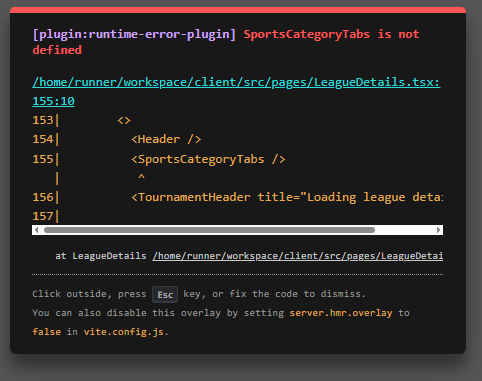 [plugin:runtime-error-plugin] SportsCategoryTabs is not
defined
/home/runner/workspace/client/src/pages/LeagueDetails.tsx:
155:10
153|        <>
154|          <Header />
155|          <SportsCategoryTabs />
   |           ^
156|          <TournamentHeader title="Loading league detai
157|
at LeagueDetails /home/runner/workspace/client/src/pages/LeagueDetai
Click outside, press Esc key, or fix the code to dismiss.
You can also disable this overlay by setting server.hmr.overlay to
false in vite.config.js.